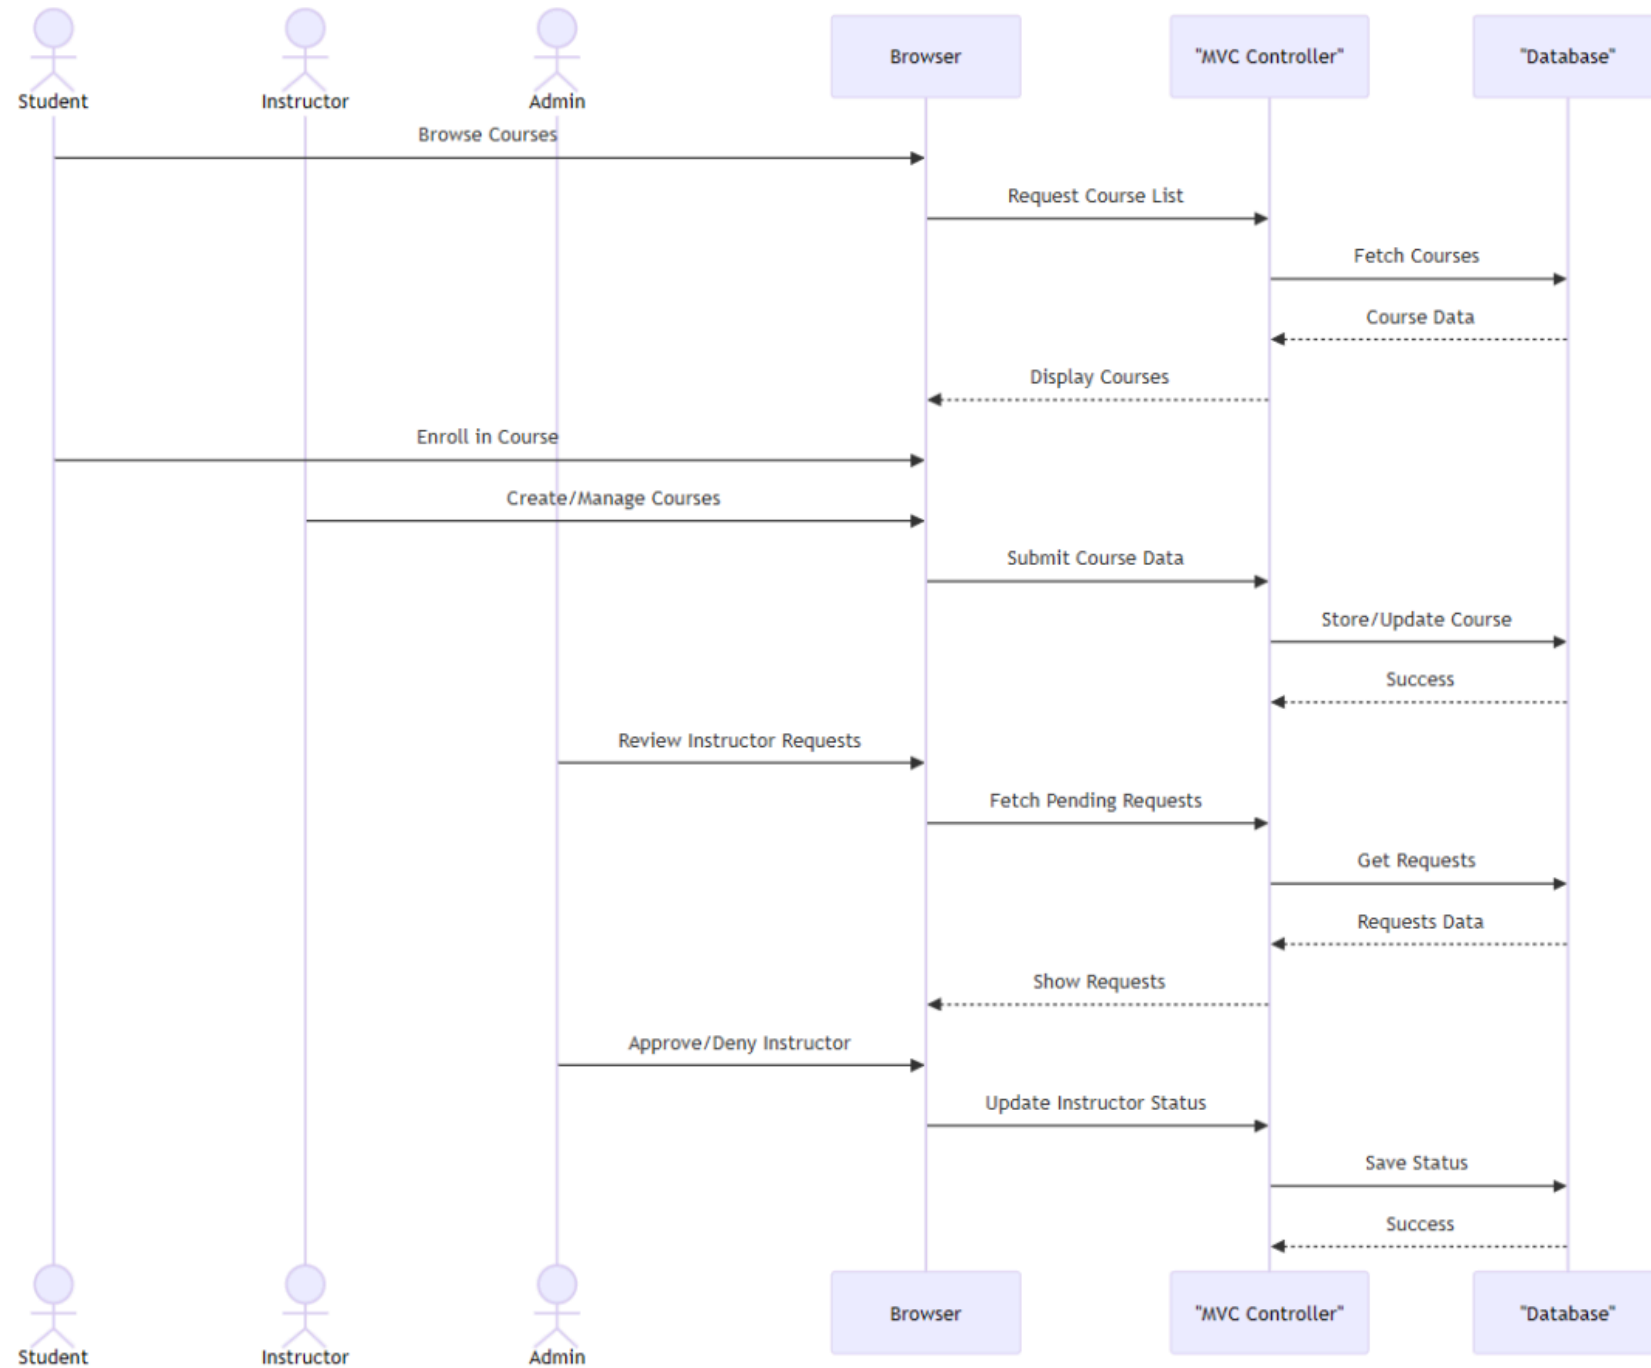 Student
Instructor
Admin
Browser
"MVC Controller"
"Database"
Browse Courses
Request Course List
Fetch Courses
Course Data
Display Courses
Enroll in Course
Create/Manage Courses
Submit Course Data
Store/Update Course
Success
Review Instructor Requests
Fetch Pending Requests
Get Requests
Requests Data
Show Requests
Approve/Deny Instructor
Update Instructor Status
Save Status
Success
Student
Instructor
Admin
Browser
"MVC Controller"
"Database"